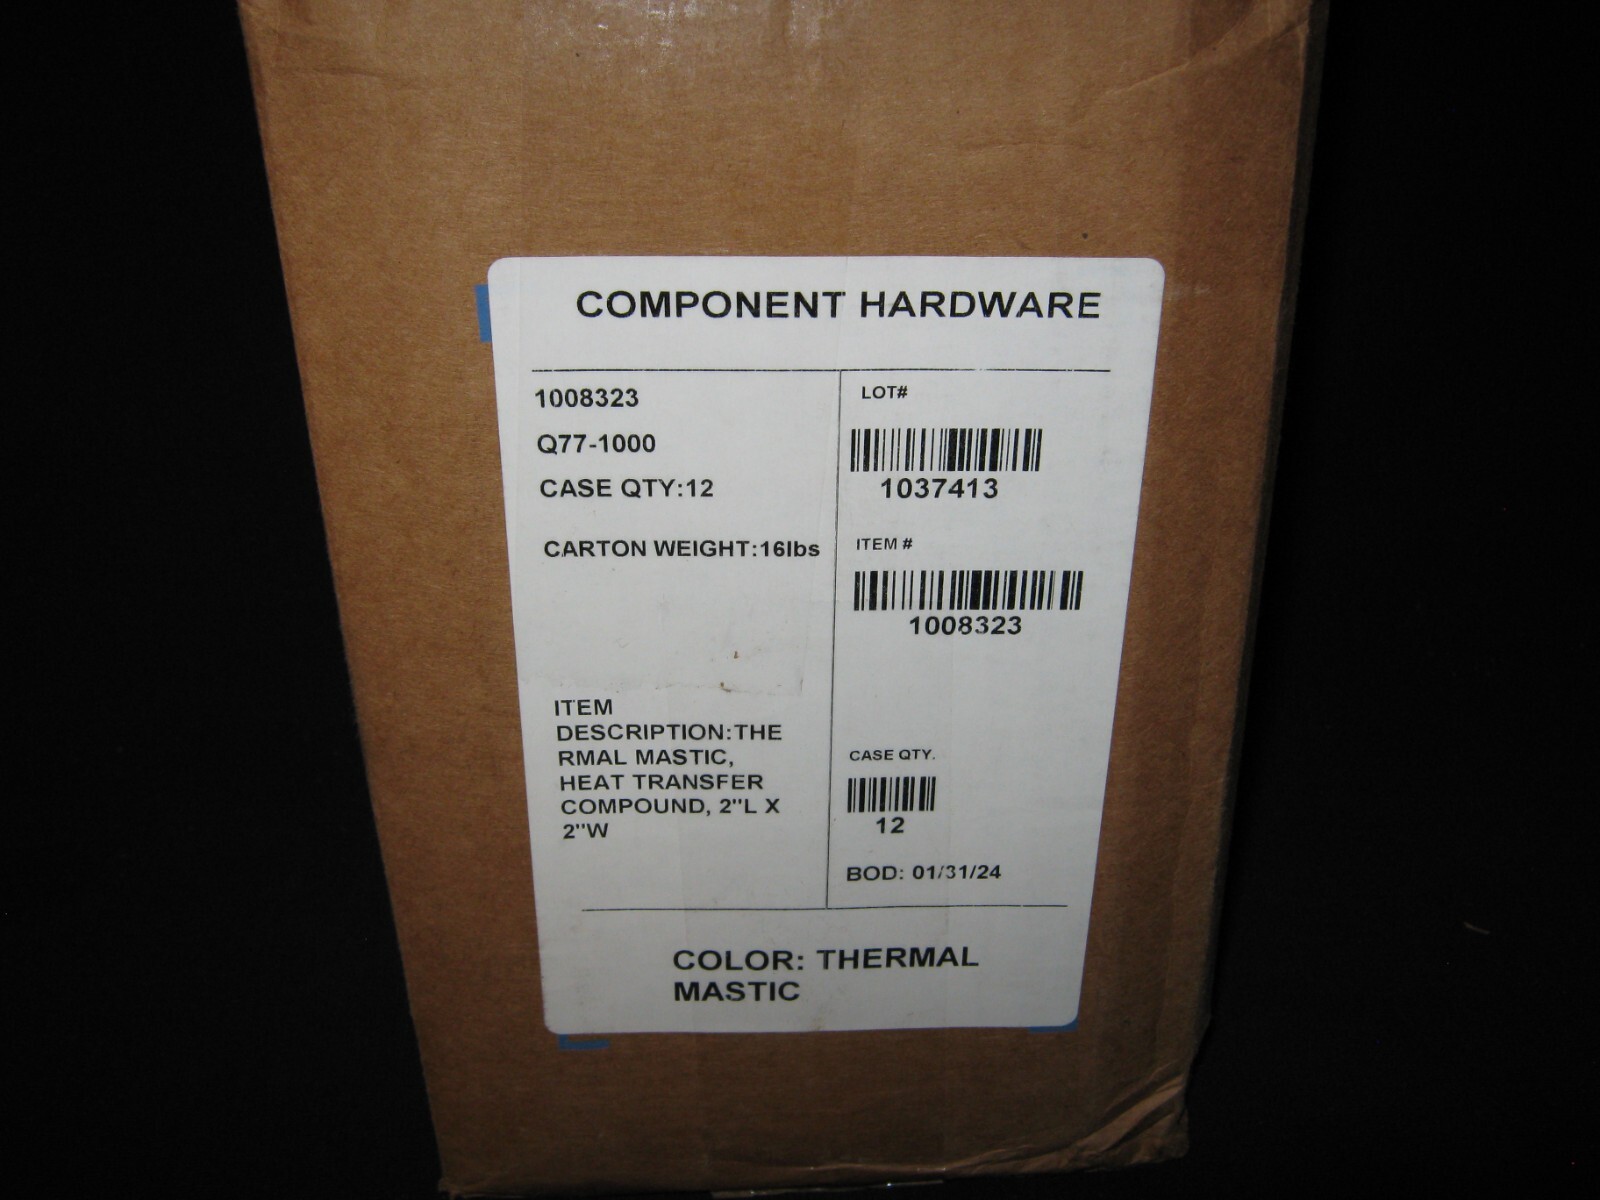 COMPONENT HARDWARE
1008323
Q77-1000
CASE QTY:12
CARTON WEIGHT:16lbs
ITEM
DESCRIPTION:THE
RMAL MASTIC,
HEAT TRANSFER
COMPOUND, 2"L X
2"W
LOT#
1037413
ITEM #
1008323
CASE QTY.
12
BOD: 01/31/24
COLOR: THERMAL
MASTIC